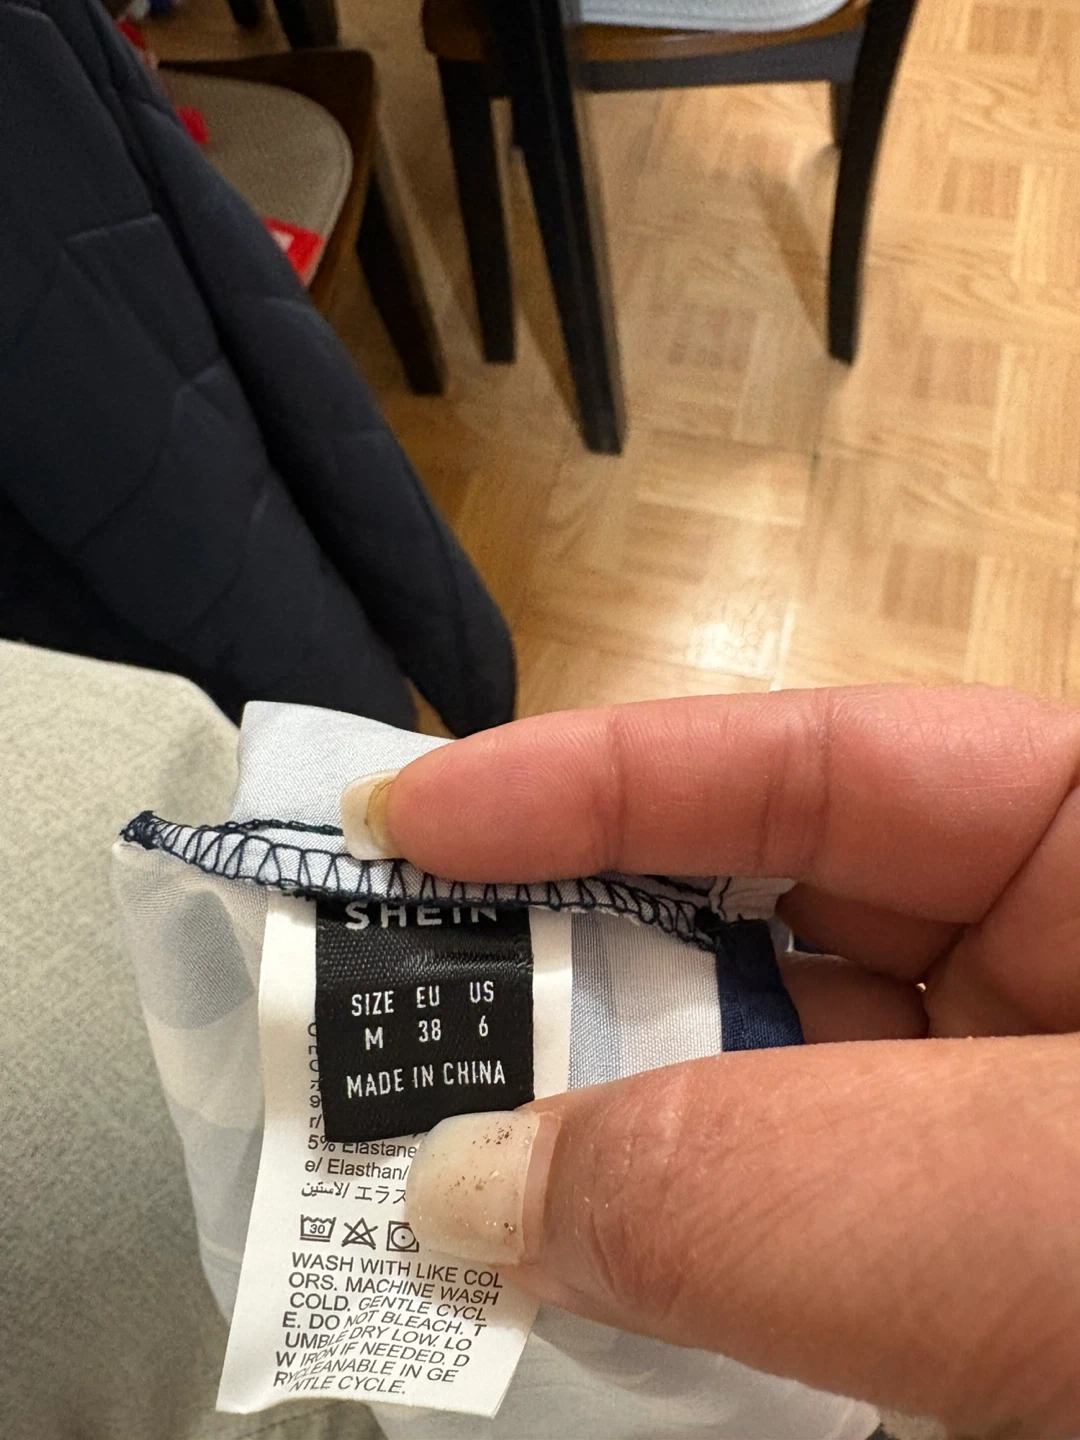 SHEIN
SIZE EU US
M 38 6
MADE IN CHINA
5% Elastane
e/ Elasthan/
لاستين/ エラス
30
WASH WITH LIKE COL
ORS. MACHINE WASH
COLD. GENTLE CYCL
E. DO NOT BLEACH. T
UMBLE DRY LOW. LO
W IRON IF NEEDED. D
RYCLEANABLE IN GE
NTLE CYCLE.